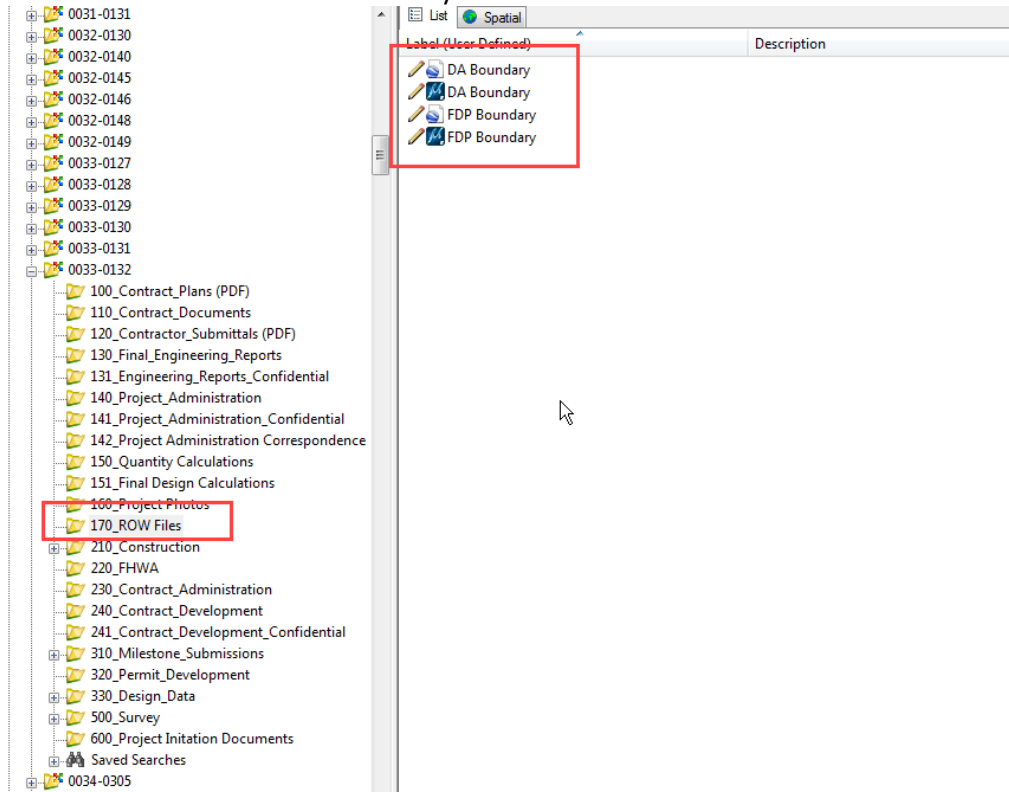 0031-0131
0032-0130
0032-0140
0032-0145
0032-0146
0032-0148
0032-0149
0033-0127
0033-0128
0033-0129
0033-0130
0033-0131
0033-0132
100_Contract_Plans (PDF)
110_Contract_Documents
120_Contractor_Submittals (PDF)
130_Final_Engineering_Reports
131_Engineering_Reports_Confidential
140_Project_Administration
141_Project_Administration_Confidential
142_Project Administration Correspondence
150_Quantity Calculations
151_Final Design Calculations
160_Project Photos
170_ROW Files
210_Construction
220_FHWA
230_Contract_Administration
240_Contract_Development
241_Contract_Development_Confidential
310_Milestone_Submissions
320_Permit_Development
330_Design_Data
500_Survey
600_Project Initation Documents
Saved Searches
0034-0305
List Spatial
Label (User Defined) Description
DA Boundary
DA Boundary
FDP Boundary
FDP Boundary